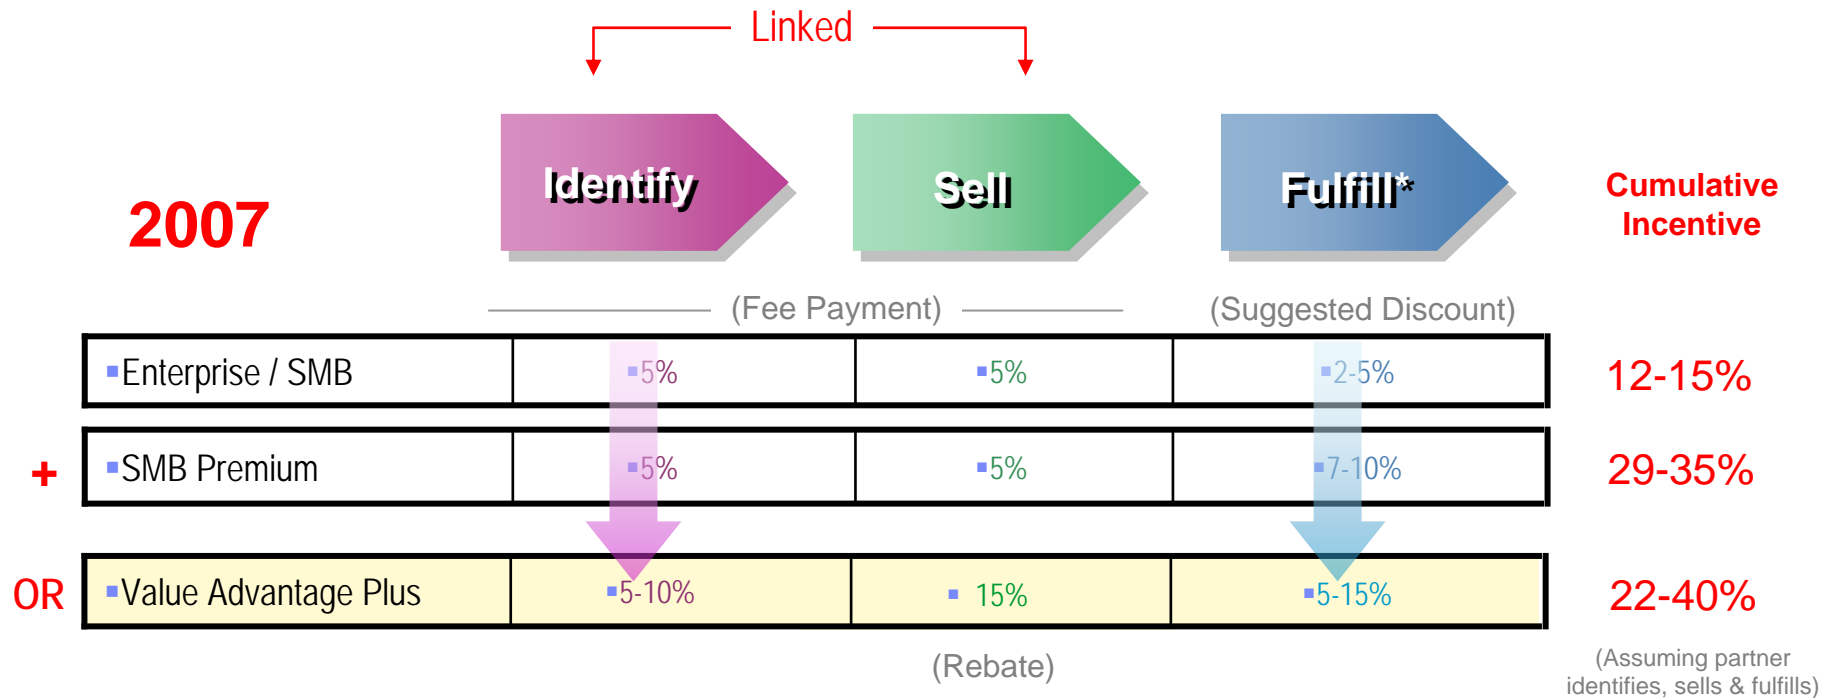 Linked
Identify
Sell
Fulfill*
2007
Cumulative
Incentive
(Fee Payment)
(Suggested Discount)
▪Enterprise / SMB ▪5% ▪5% ▪2-5% 12-15%
+ ▪SMB Premium ▪5% ▪5% ▪7-10% 29-35%
OR ▪Value Advantage Plus ▪5-10% ▪ 15% ▪5-15% 22-40%
(Rebate)
(Assuming partner
identifies, sells & fulfills)